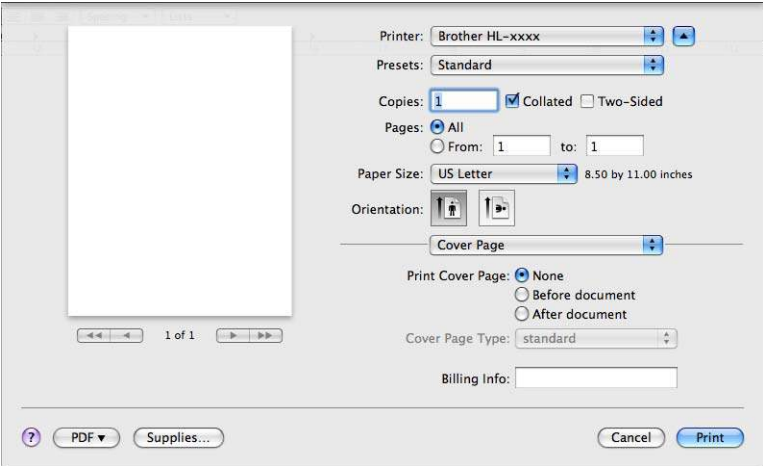 Printer: Brother HL-xxxx
Presets: Standard
Copies: 1 Collated Two-Sided
Pages: All
From: 1 to: 1
Paper Size: US Letter 8.50 by 11.00 inches
Orientation:
Cover Page
Print Cover Page: None
Before document
After document
1 of 1
Cover Page Type: standard
Billing Info:
? PDF▼ Supplies... Cancel Print